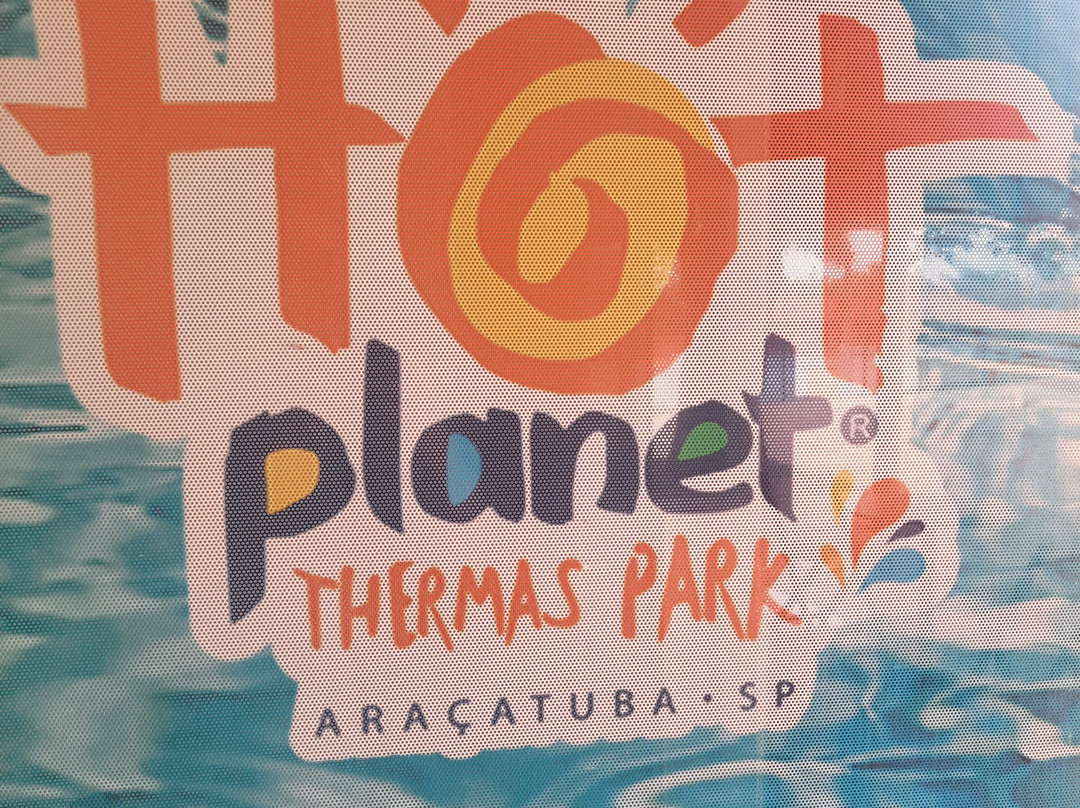 HOT
planet®
THERMAS PARK
ARAÇATUBA • SP